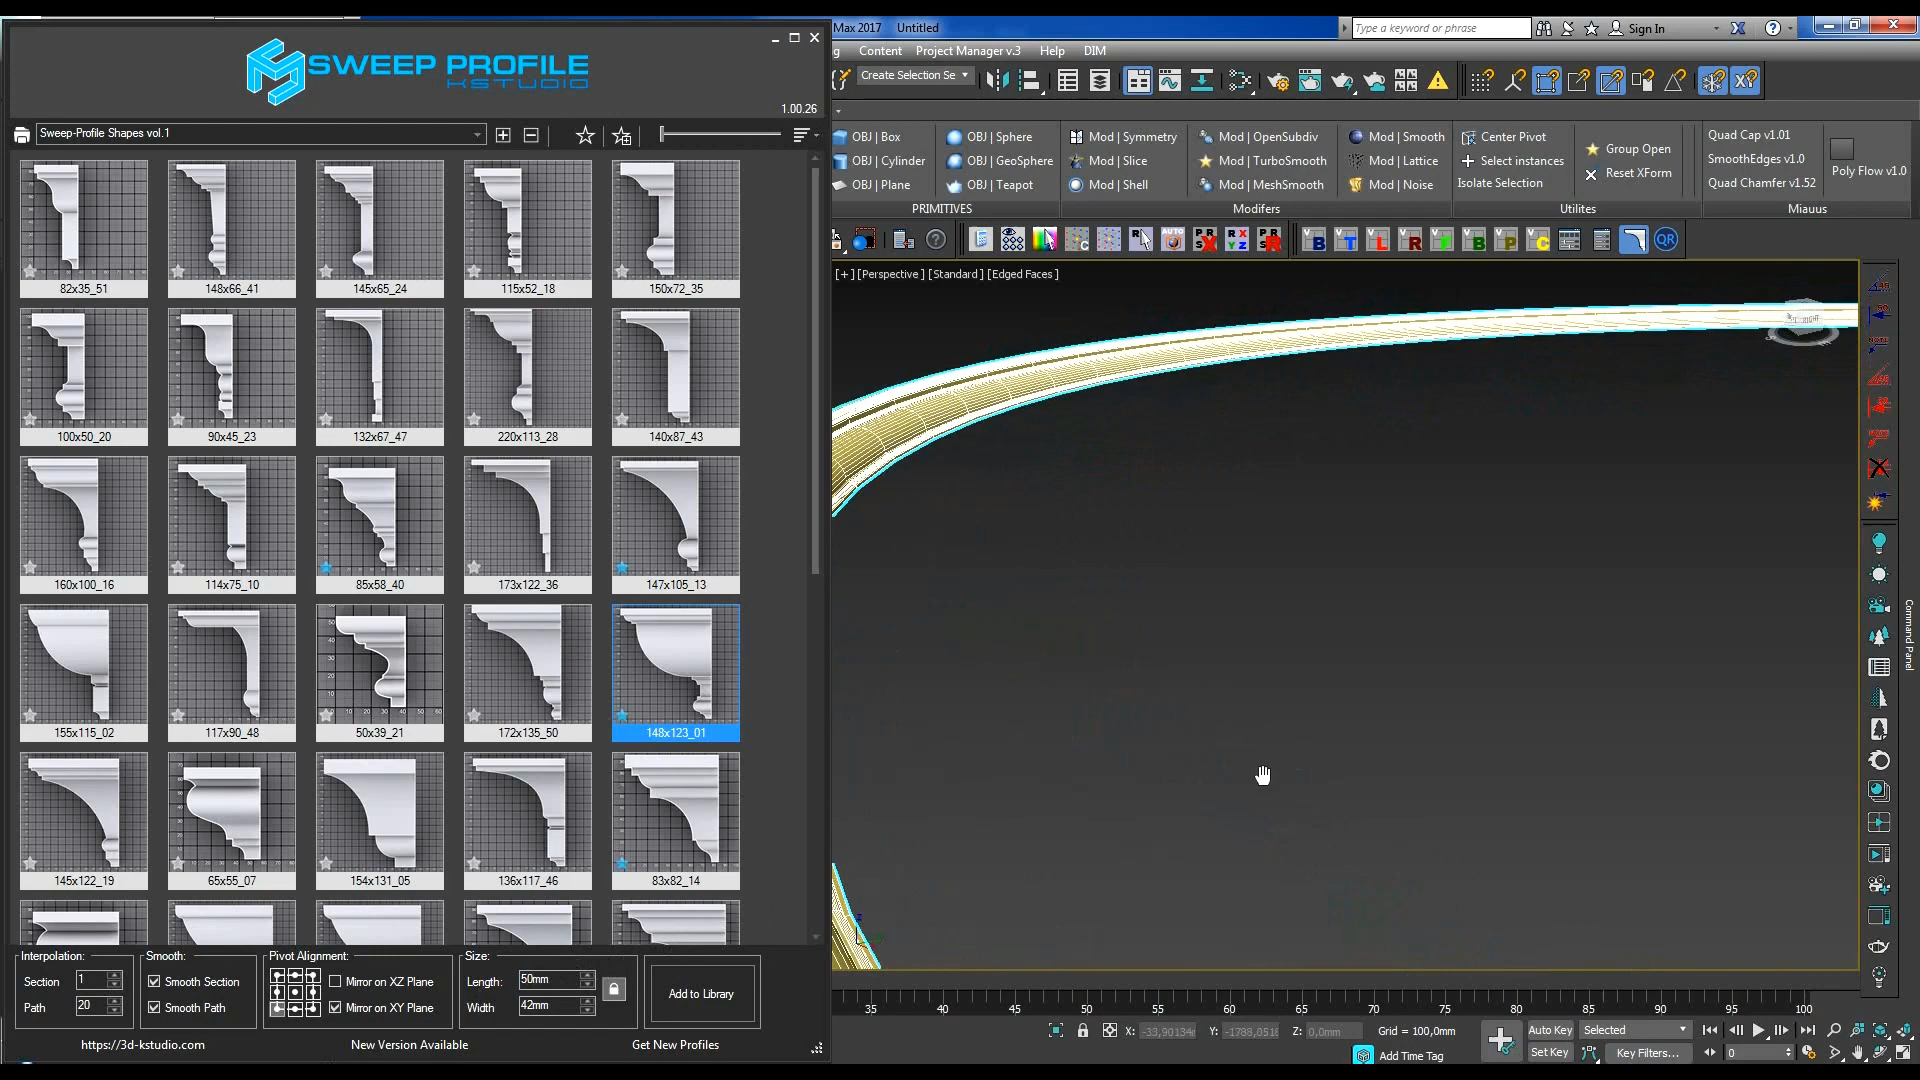 Max 2017 Untitled
Type a keyword or phrase
Sign In
SWEEP PROFILE
KSTUDIO
1.00.26
Content Project Manager v.3 Help DIM
Create Selection Se
Sweep-Profile Shapes vol.1
OBJ | Box
OBJ | Cylinder
OBJ | Plane
OBJ | Sphere
OBJ | GeoSphere
OBJ | Teapot
PRIMITIVES
Mod | Symmetry
Mod | Slice
Mod | Shell
Mod | OpenSubdiv
Mod | TurboSmooth
Mod | MeshSmooth
Mod | Smooth
Mod | Lattice
Mod | Noise
Modifers
Center Pivot
Select instances
Isolate Selection
Group Open
Reset XForm
Utilites
Quad Cap v1.01
SmoothEdges v1.0
Quad Chamfer v1.52
Poly Flow v1.0
Miauus
[+] [Perspective ] [Standard ] [Edged Faces ]
82x35_51 148x66_41 145x65_24 115x52_18 150x72_35
100x50_20 90x45_23 132x67_47 220x113_28 140x87_43
160x100_16 114x75_10 85x58_40 173x122_36 147x105_13
155x115_02 117x90_48 50x39_21 172x135_50 148x123_01
145x122_19 65x55_07 154x131_05 136x117_46 83x82_14
Command Panel
Interpolation:
Section 1
Path 20
Smooth:
Smooth Section
Smooth Path
Pivot Alignment:
Mirror on XZ Plane
Mirror on XY Plane
Size:
Length: 50mm
Width 42mm
Add to Library
https://3d-kstudio.com New Version Available Get New Profiles
35 40 45 50 55 60 65 70 75 80 85 90 95 100
X: Y: Z: 0,0mm Grid = 100,0mm
Add Time Tag
Auto Key Selected
Set Key Key Filters...
0